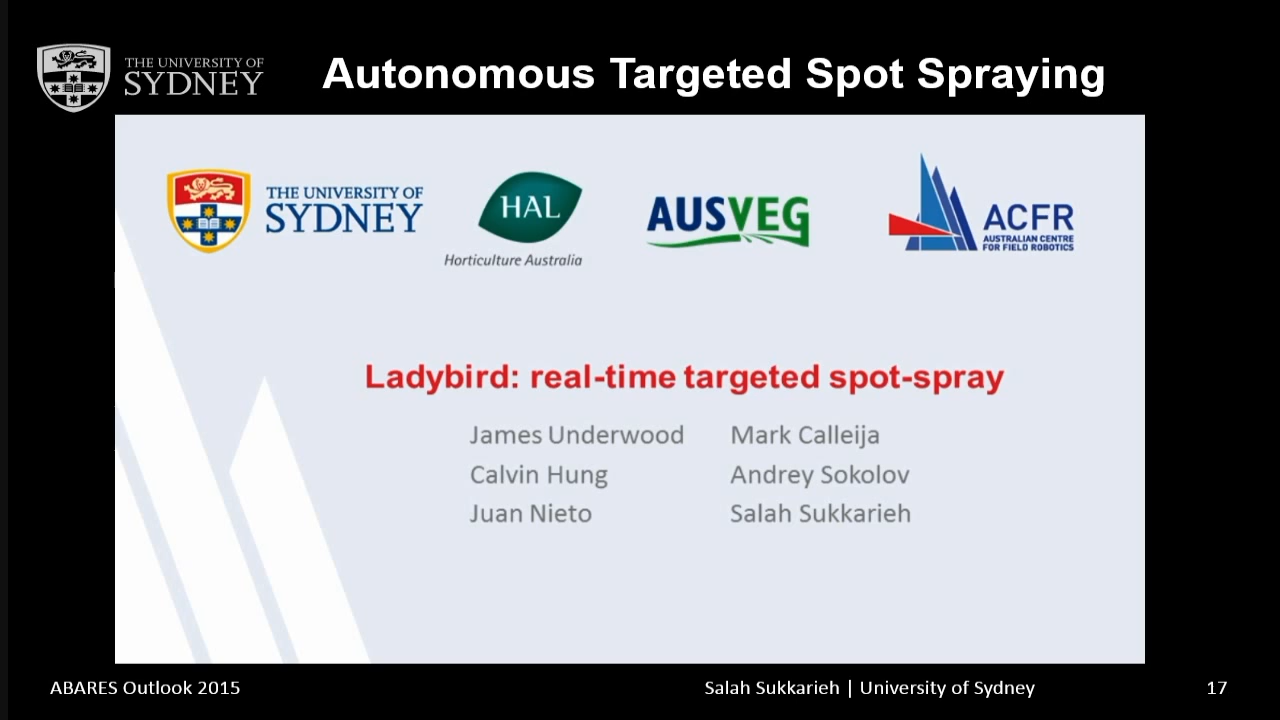 THE UNIVERSITY OF
SYDNEY
Autonomous Targeted Spot Spraying
THE UNIVERSITY OF
SYDNEY
HAL
Horticulture Australia
AUSVEG
ACFR
AUSTRALIAN CENTRE
FOR FIELD ROBOTICS
Ladybird: real-time targeted spot-spray
James Underwood
Mark Calleija
Calvin Hung
Andrey Sokolov
Juan Nieto
Salah Sukkarieh
ABARES Outlook 2015
Salah Sukkarieh | University of Sydney
17